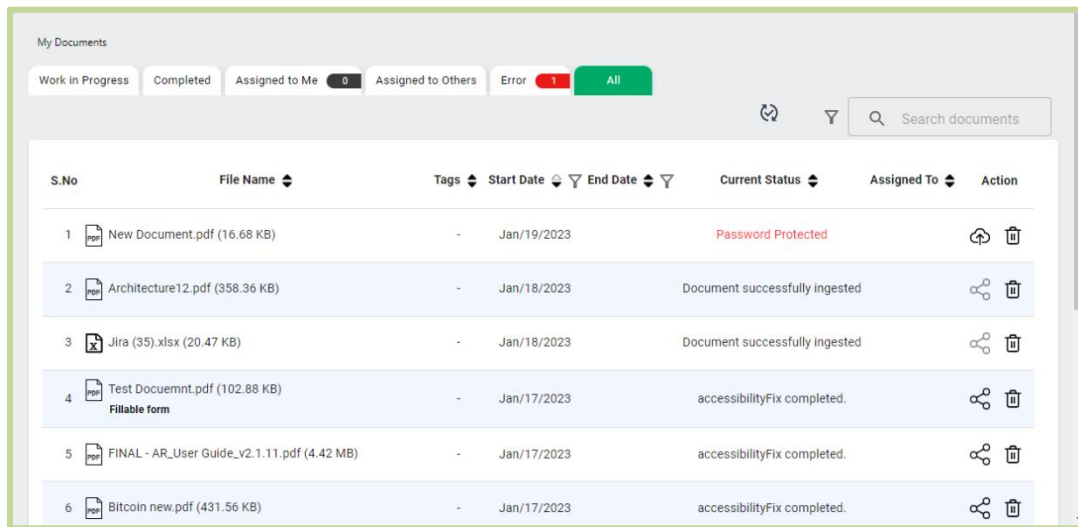 My Documents
Work in Progress Completed Assigned to Me 0 Assigned to Others Error 1 All
Search documents
S.No File Name Tags Start Date End Date Current Status Assigned To Action
1 PDF New Document.pdf (16.68 KB) - Jan/19/2023 Password Protected
2 PDF Architecture12.pdf (358.36 KB) - Jan/18/2023 Document successfully ingested
3 X Jira (35).xlsx (20.47 KB) - Jan/18/2023 Document successfully ingested
4 PDF Test Docuemnt.pdf (102.88 KB) - Jan/17/2023 accessibilityFix completed.
Fillable form
5 PDF FINAL - AR_User Guide_v2.1.11.pdf (4.42 MB) - Jan/17/2023 accessibilityFix completed.
6 PDF Bitcoin new.pdf (431.56 KB) - Jan/17/2023 accessibilityFix completed.